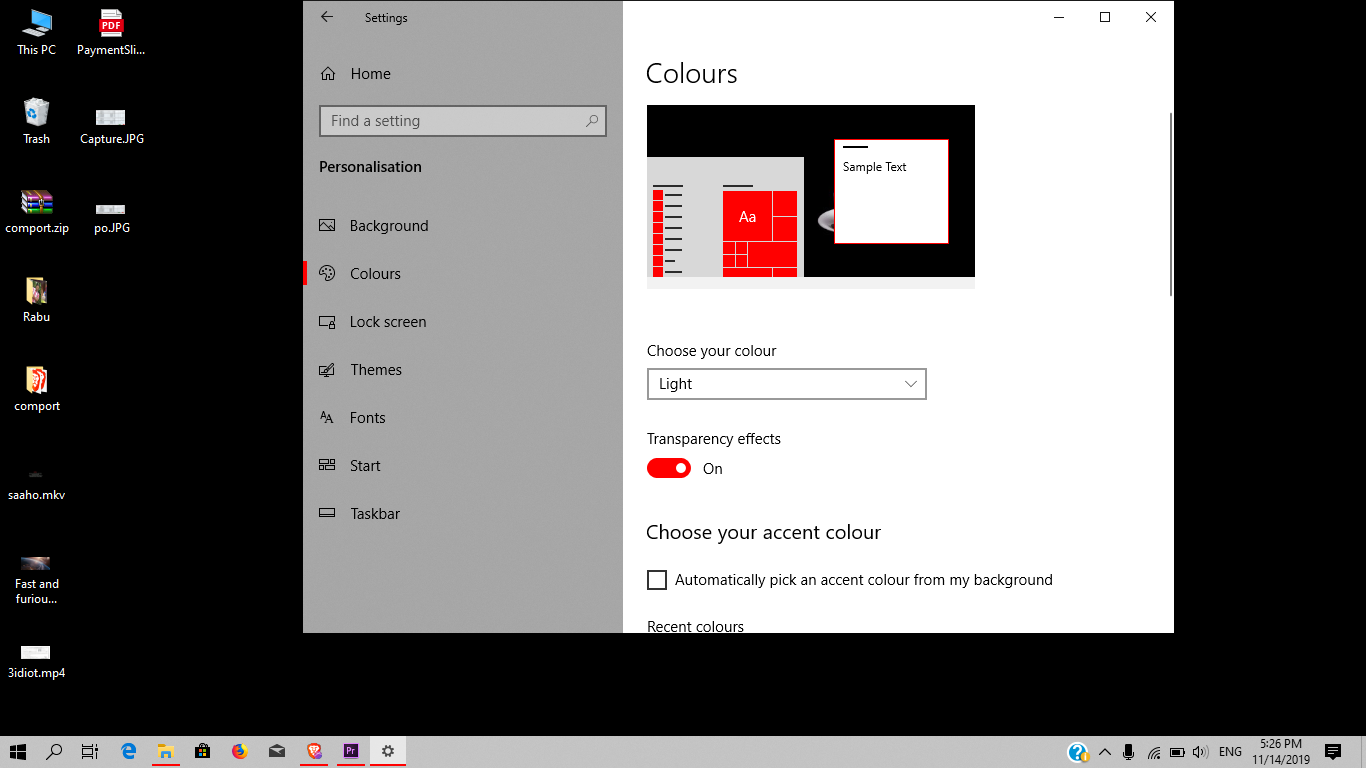 This PC
PaymentSli...
PDF
Trash
Capture.JPG
comport.zip
po.JPG
Rabu
comport
saaho.mkv
Fast and
furiou...
3idiot.mp4
Settings
Home
Find a setting
Personalisation
Background
Colours
Lock screen
Themes
Fonts
Start
Taskbar
Colours
Aa
Sample Text
Choose your colour
Light
Transparency effects
On
Choose your accent colour
Automatically pick an accent colour from my background
Recent colours
Pr
ENG
5:26 PM
11/14/2019